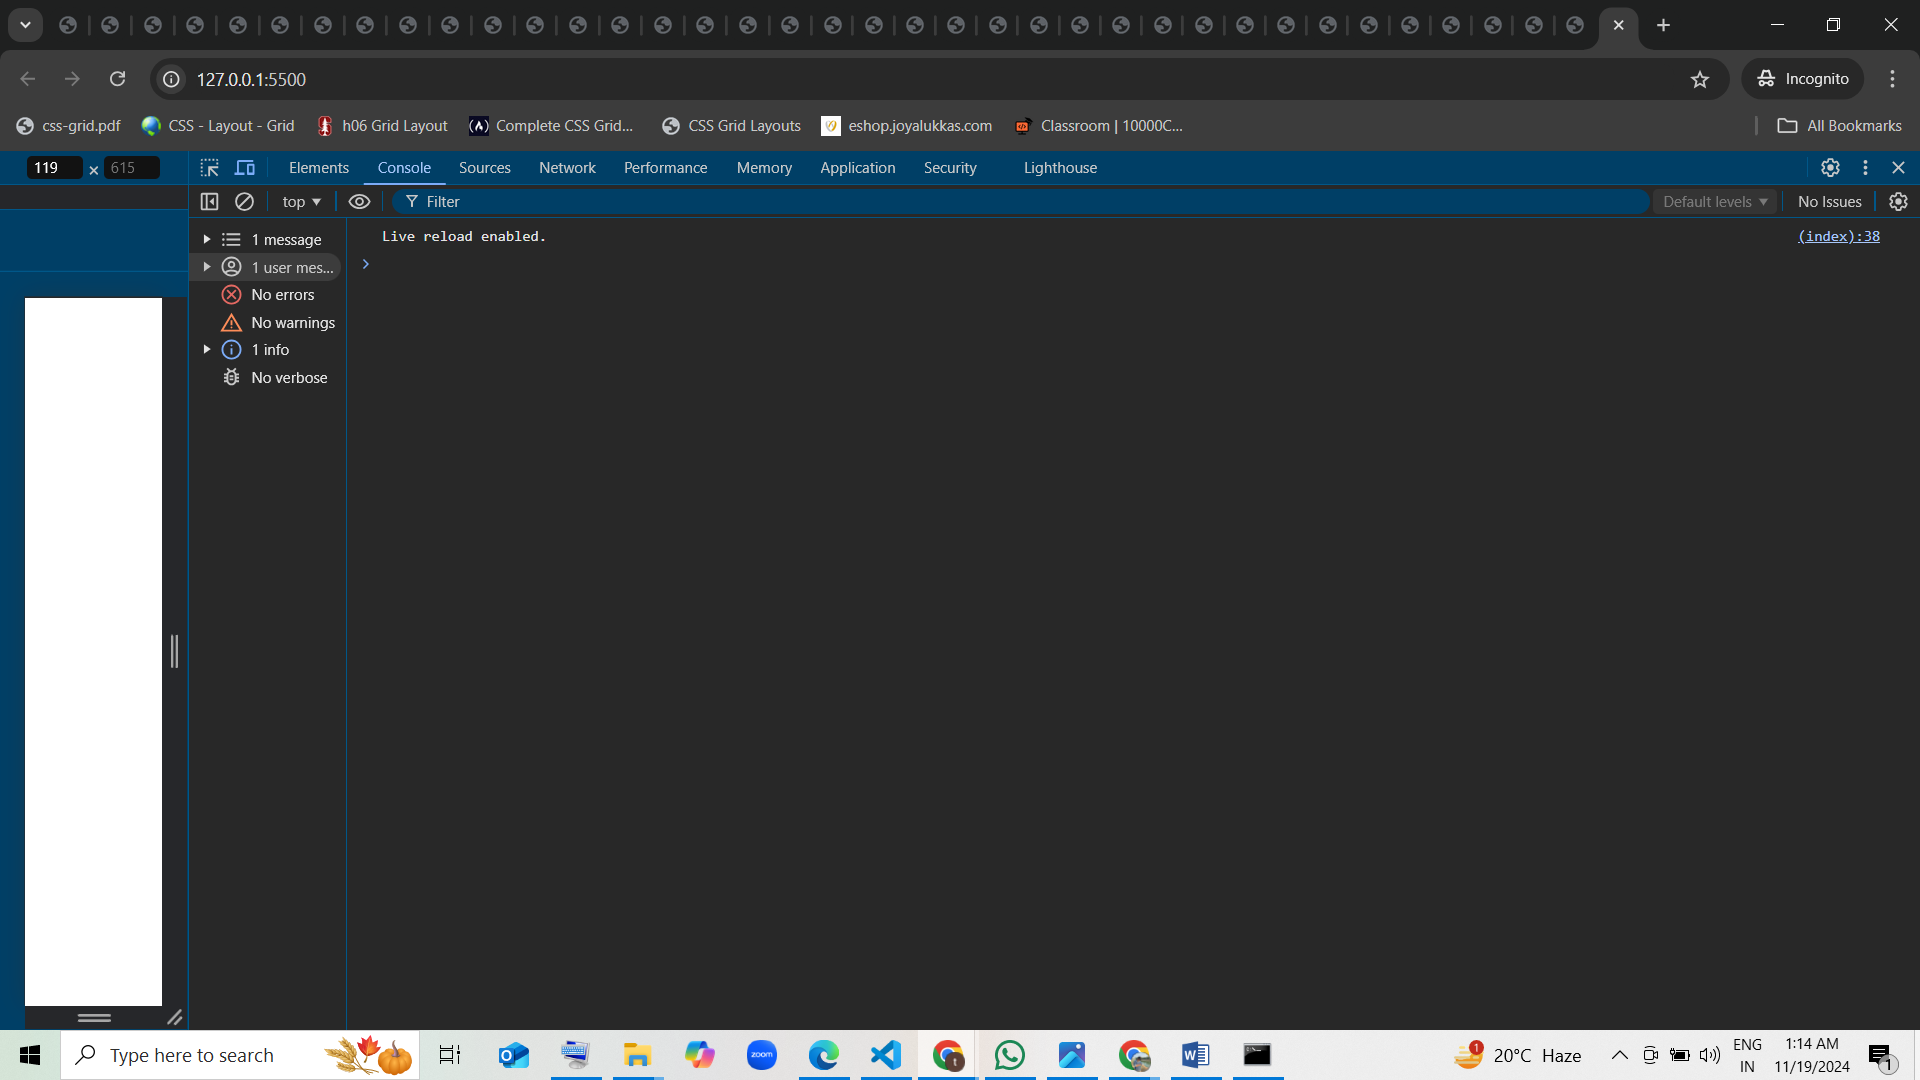 127.0.0.1:5500
Incognito
css-grid.pdf
CSS - Layout - Grid
h06 Grid Layout
Complete CSS Grid...
CSS Grid Layouts
eshop.joyalukkas.com
Classroom | 10000C...
All Bookmarks
119 × 615
Elements Console Sources Network Performance Memory Application Security Lighthouse
top Filter Default levels No Issues
1 message
Live reload enabled. (index):38
1 user mes...
No errors
No warnings
1 info
No verbose
Type here to search
zoom
1
20°C Haze
ENG
IN
1:14 AM
11/19/2024
1